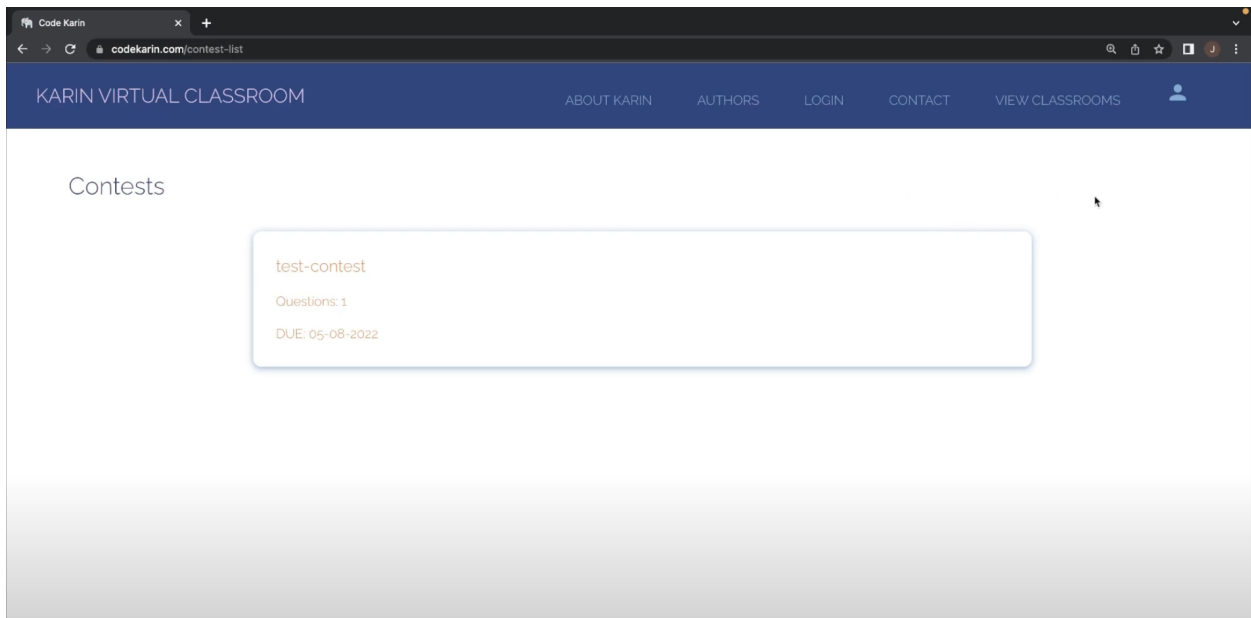 Code Karin
codekarin.com/contest-list
J
KARIN VIRTUAL CLASSROOM
ABOUT KARIN AUTHORS LOGIN CONTACT VIEW CLASSROOMS
Contests
test-contest
Questions: 1
DUE: 05-08-2022